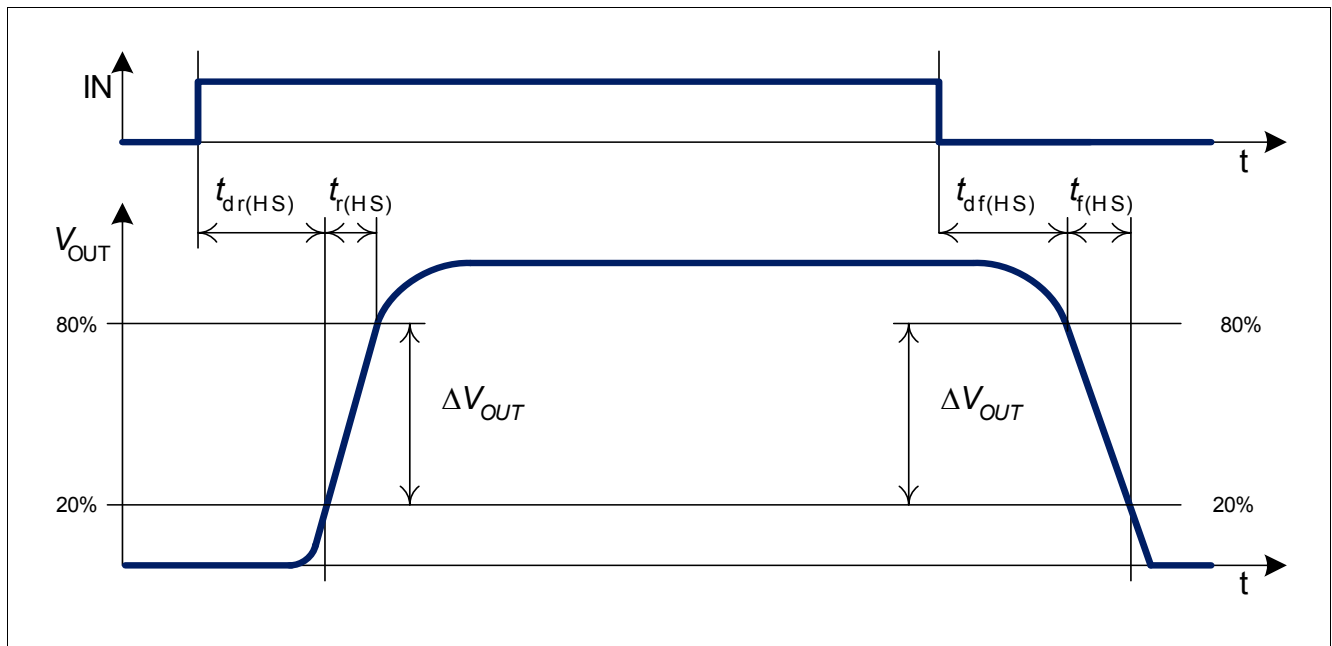 IN
t
tdr(HS) tr(HS) tdf(HS) tf(HS)
VOUT
80% 80%
ΔVOUT ΔVOUT
20% 20%
t